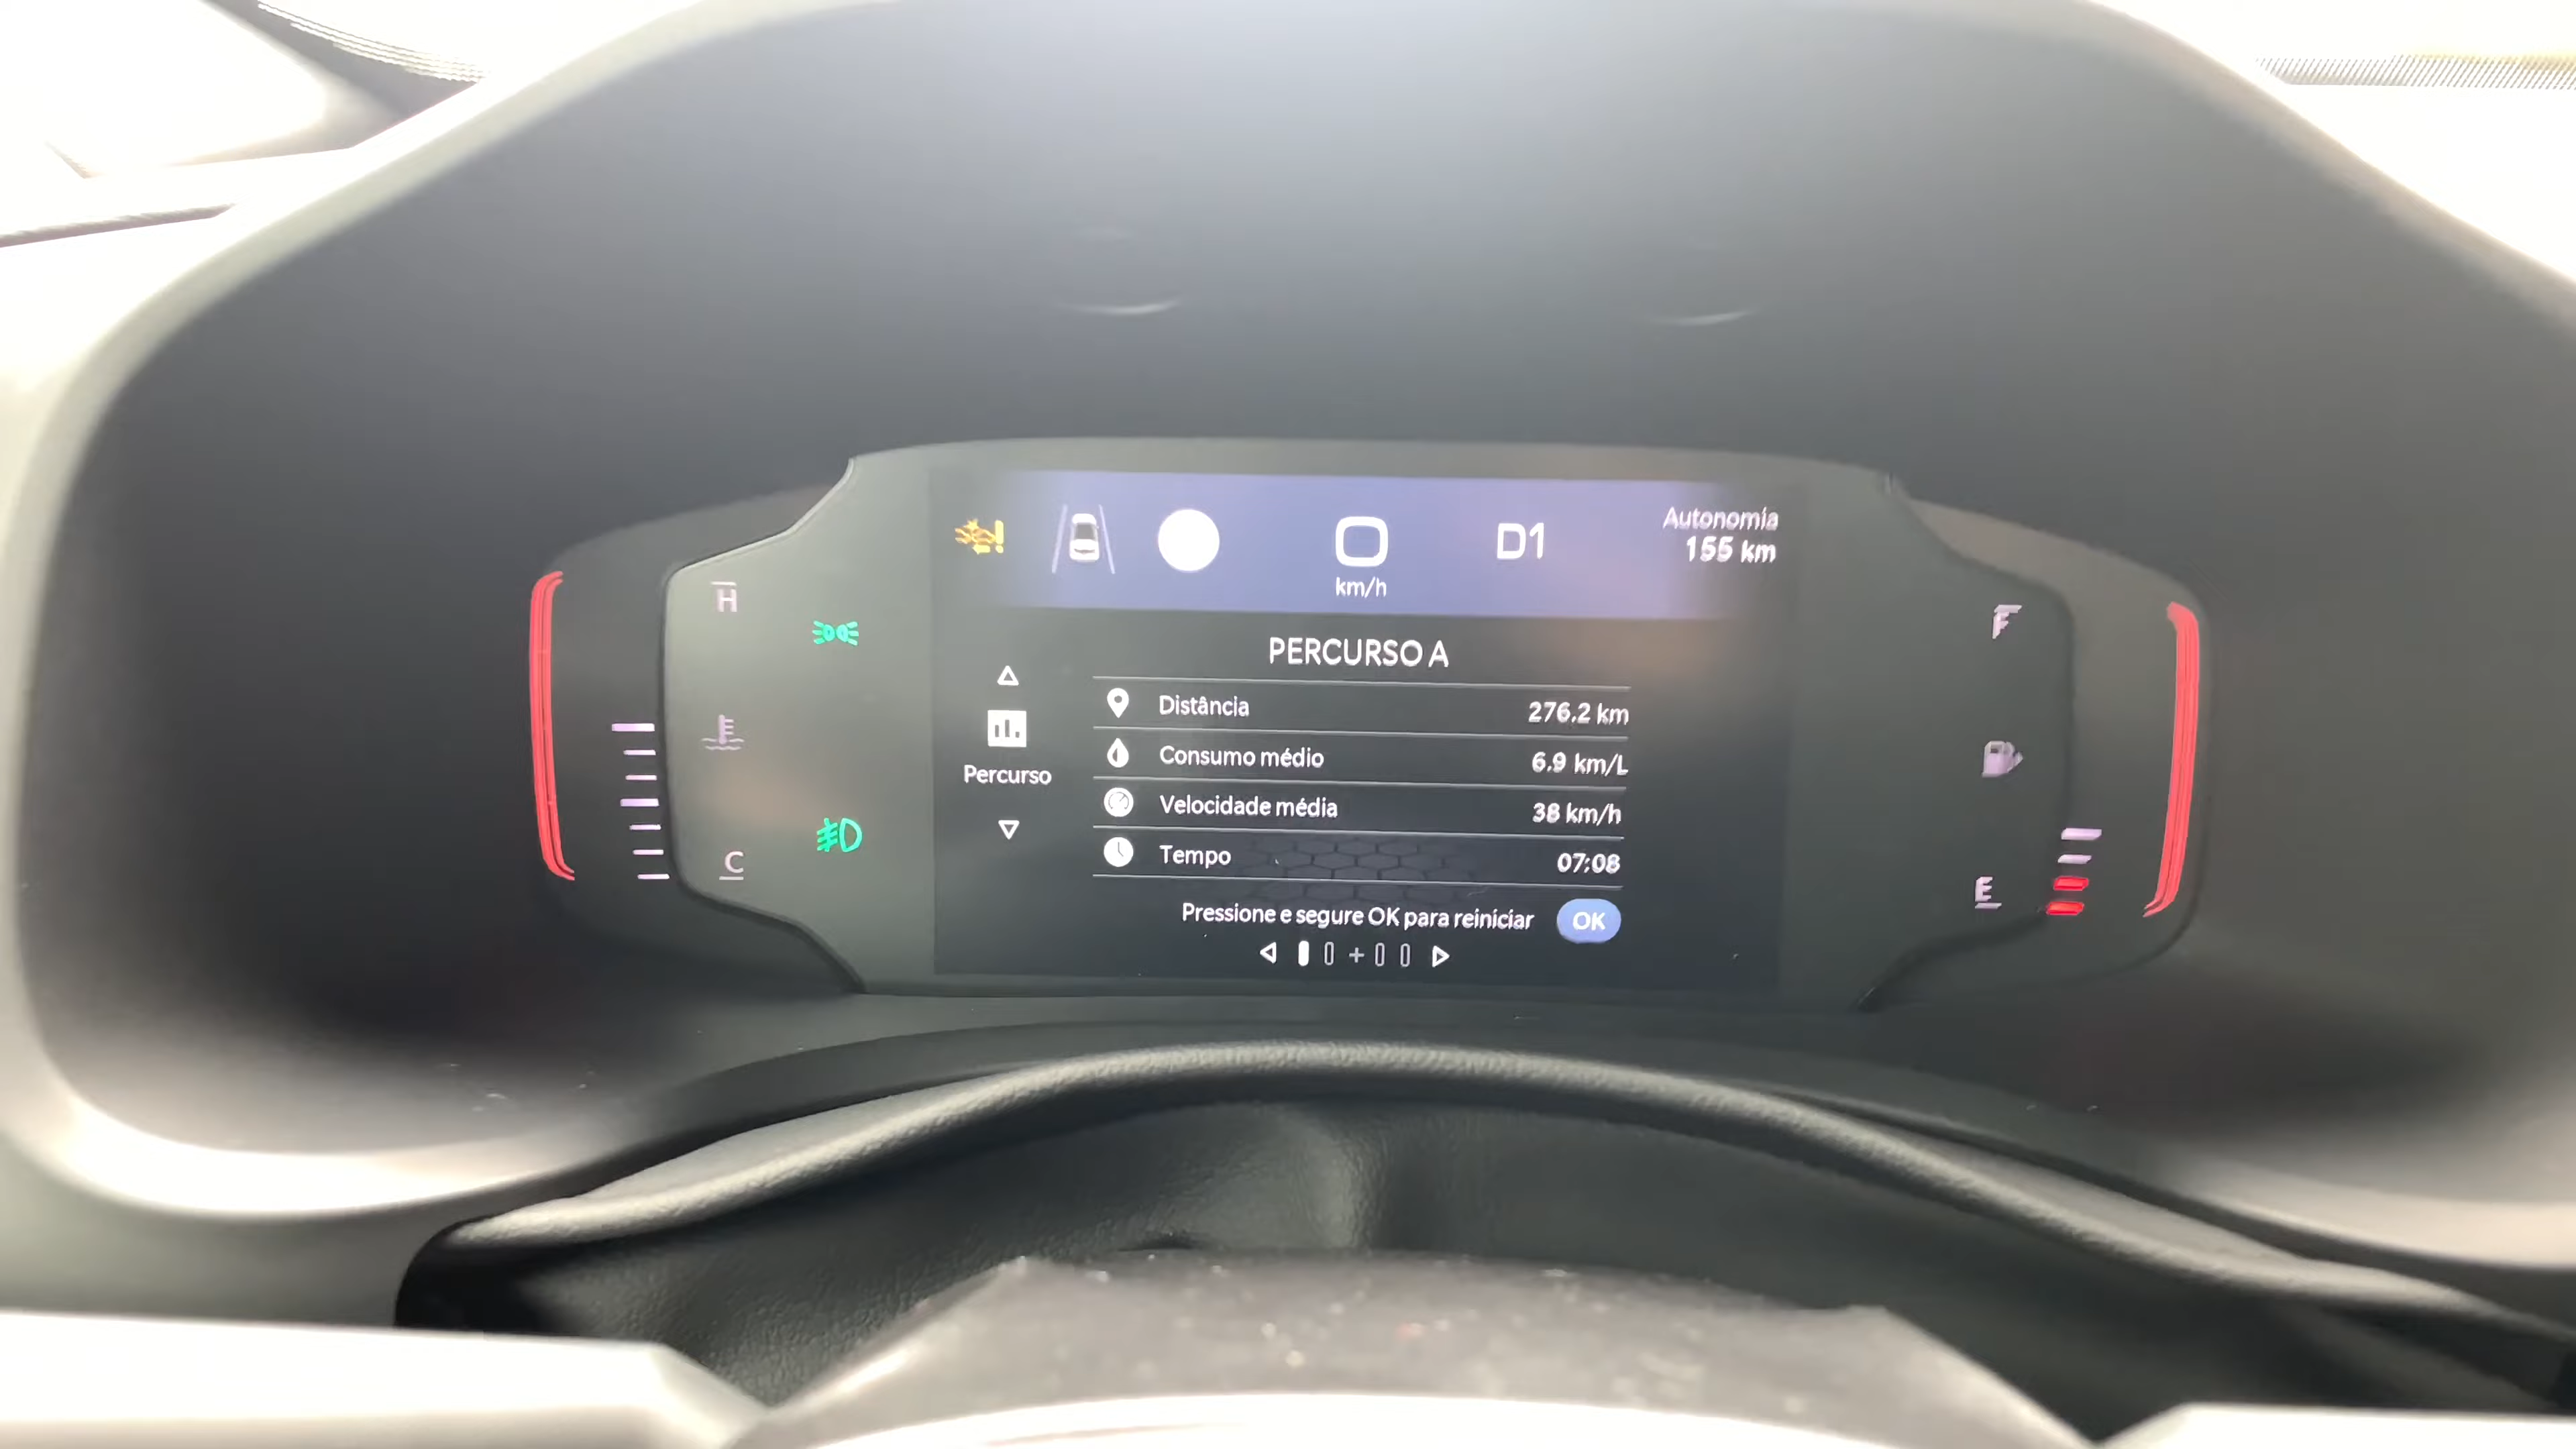 D1
Autonomia
155 km
0
km/h
H
F
PERCURSO A
Distância 276.2 km
Consumo médio 6.9 km/L
Percurso
Velocidade média 38 km/h
Tempo 07:08
C
E
Pressione e segure OK para reiniciar OK